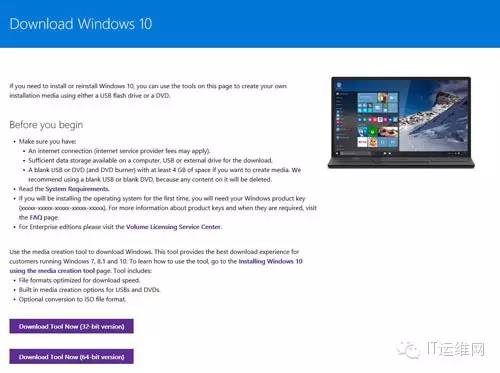 Download Windows 10
If you need to install or reinstall Windows 10, you can use the tools on this page to create your own
installation media using either a USB flash drive or a DVD.
Before you begin
• Make sure you have:
• An internet connection (internet service provider fees may apply).
• Sufficient data storage available on a computer, USB or external drive for the download,
• A blank USB or DVD (and DVD burner) with at least 4 GB of space if you want to create media. We
recommend using a blank USB or blank DVD, because any content on it will be deleted.
• Read the System Requirements.
• If you will be installing the operating system for the first time, you will need your Windows product key
(xxxxx-xxxxx-xxxxx-xxxxx-xxxxx). For more information about product keys and when they are required, visit
the FAQ page.
• For Enterprise editions please visit the Volume Licensing Service Center.
Use the media creation tool to download Windows. This tool provides the best download experience for
customers running Windows 7, 8.1 and 10. To learn how to use the tool, go to the Installing Windows 10
using the media creation tool page. Tool includes:
• File formats optimized for download speed.
• Built in media creation options for USBs and DVDs.
• Optional conversion to ISO file format.
Download Tool Now (32-bit version)
Download Tool Now (64-bit version)
IT运维网